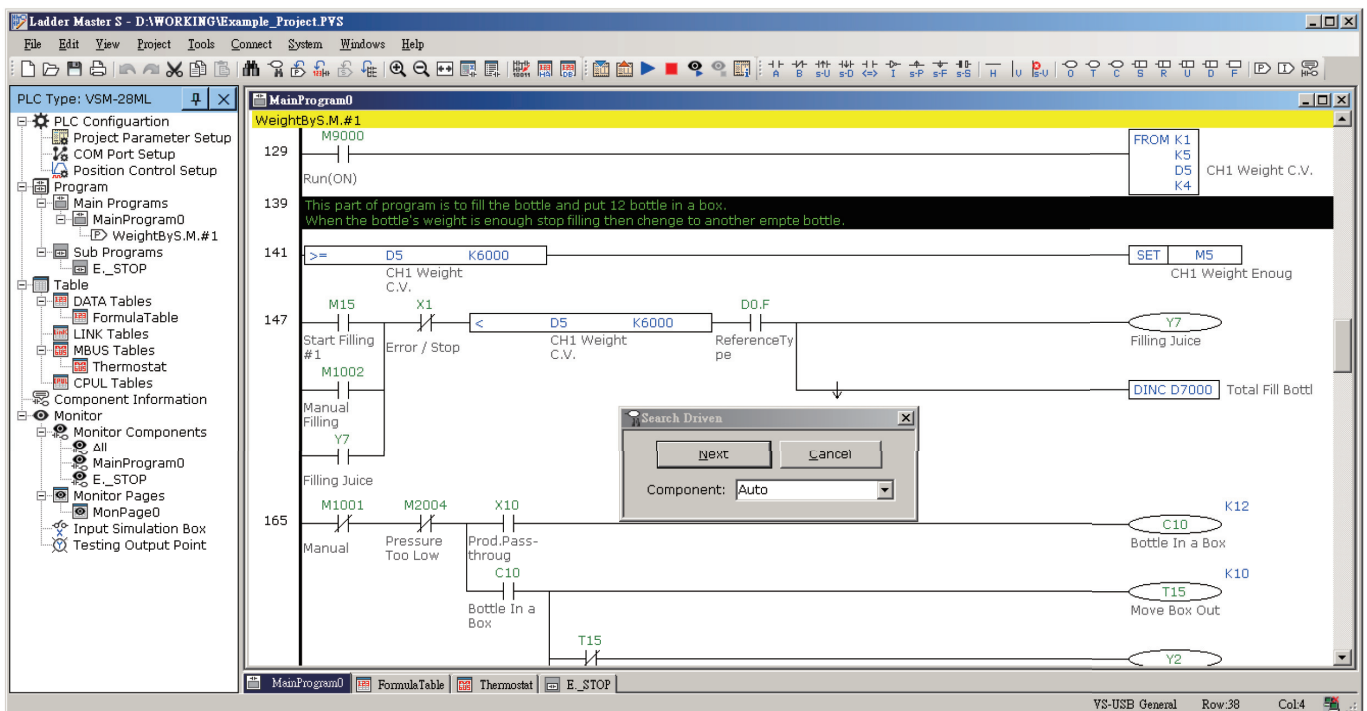 Ladder Master S - D:\WORKING\Example_Project.PVS
File Edit View Project Tools Connect System Windows Help
PLC Type: VSM-28ML
PLC Configuartion
Project Parameter Setup
COM Port Setup
Position Control Setup
Program
Main Programs
MainProgram0
WeightByS.M.#1
Sub Programs
E._STOP
Table
DATA Tables
FormulaTable
LINK Tables
MBUS Tables
Thermostat
CPUL Tables
Component Information
Monitor
Monitor Components
All
MainProgram0
E._STOP
Monitor Pages
MonPage0
Input Simulation Box
Testing Output Point
MainProgram0
WeightByS.M.#1
M9000
129
Run(ON)
FROM K1
K5
D5 CH1 Weight C.V.
K4
139
This part of program is to fill the bottle and put 12 bottle in a box.
When the bottle's weight is enough stop filling then chenge to another empte bottle.
141 >= D5 K6000 SET M5
CH1 Weight
C.V.
CH1 Weight Enoug
M15 X1 D0.F
147 < D5 K6000 Y7
Start Filling
#1
Error / Stop
CH1 Weight
C.V.
ReferenceTy
pe
Filling Juice
M1002
Manual
Filling
DINC D7000 Total Fill Bottl
Y7
Filling Juice
Search Driven
Next Cancel
Component: Auto
M1001 M2004 X10 K12
165 C10
Manual
Pressure
Too Low
Prod.Pass-
throug
Bottle In a Box
C10 K10
T15
Bottle In a
Box
Move Box Out
T15
Y2
MainProgram0 FormulaTable Thermostat E._STOP
VS-USB General Row:38 Col:4